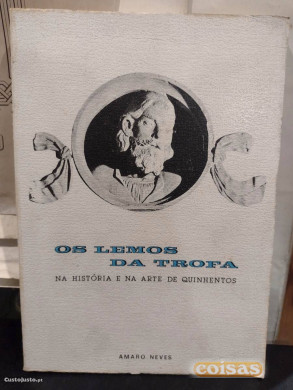 OS LEMOS
DA TROFA
NA HISTÓRIA E NA ARTE DE QUINHENTOS
AMARO NEVES
CustoJusto.pt
coisas